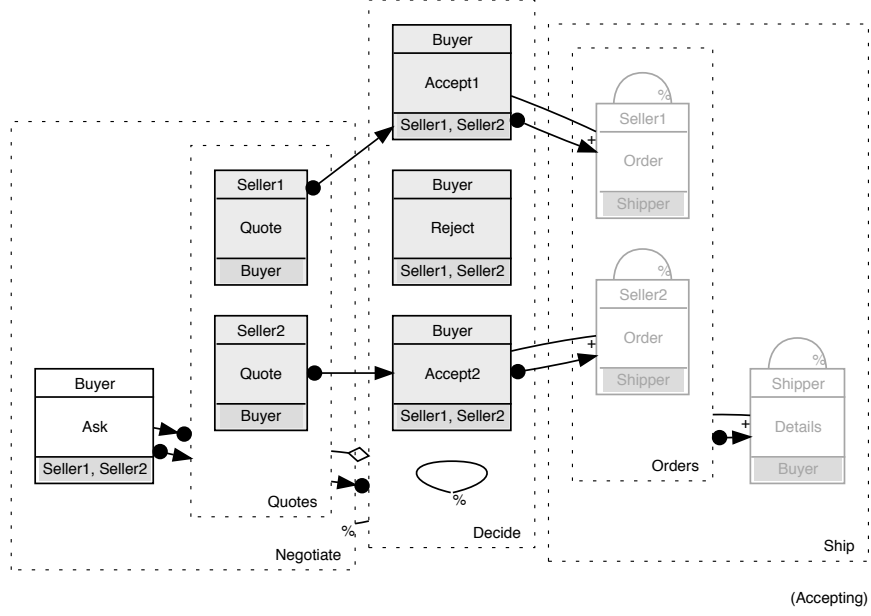 Buyer
Accept1
Seller1, Seller2
%
Seller1
Order
Shipper
+
Seller1
Quote
Buyer
Buyer
Reject
Seller1, Seller2
%
Seller2
Order
Shipper
+
Seller2
Quote
Buyer
Buyer
Accept2
Seller1, Seller2
Buyer
Ask
Seller1, Seller2
%
Shipper
Details
Buyer
+
Orders
Quotes
%
%
Decide
Negotiate
Ship
(Accepting)